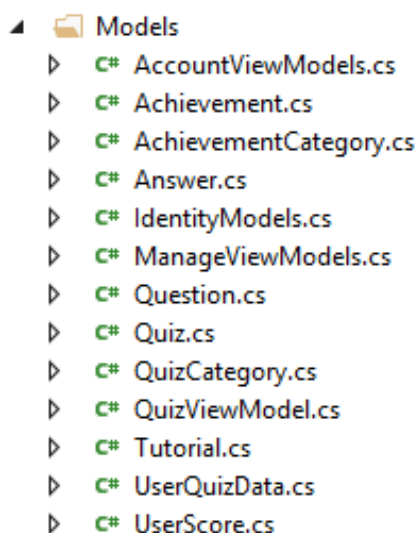 Models
C# AccountViewModels.cs
C# Achievement.cs
C# AchievementCategory.cs
C# Answer.cs
C# IdentityModels.cs
C# ManageViewModels.cs
C# Question.cs
C# Quiz.cs
C# QuizCategory.cs
C# QuizViewModel.cs
C# Tutorial.cs
C# UserQuizData.cs
C# UserScore.cs